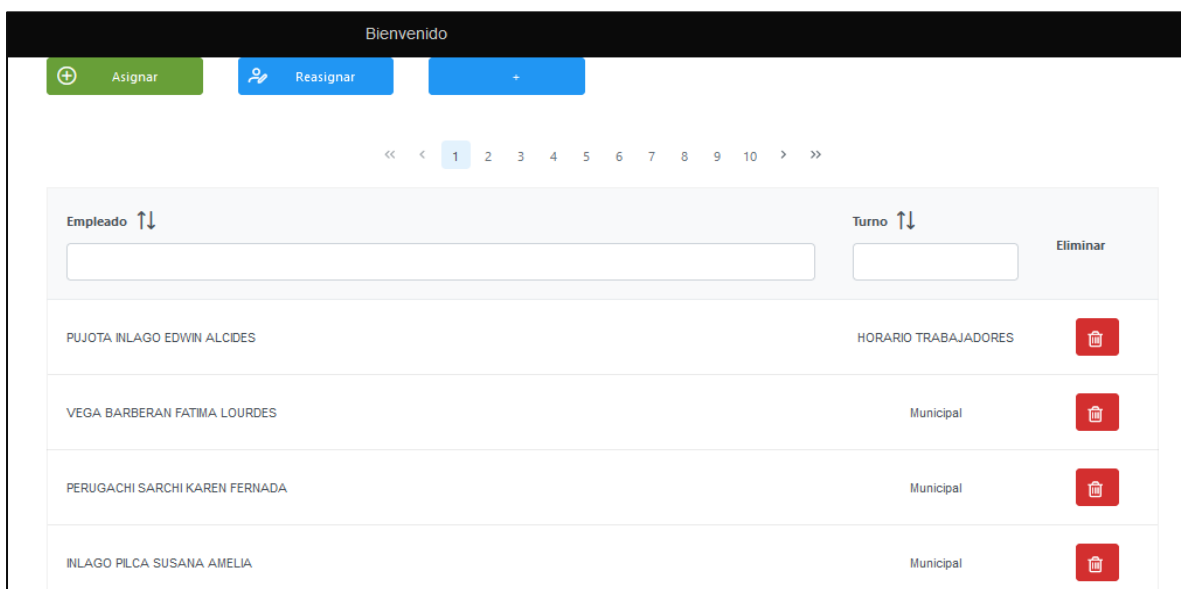 Bienvenido
Asignar Reasignar +
« < 1 2 3 4 5 6 7 8 9 10 > »
Empleado Turno
Eliminar
PUJOTA INLAGO EDWIN ALCIDES HORARIO TRABAJADORES
VEGA BARBERAN FATIMA LOURDES Municipal
PERUGACHI SARCHI KAREN FERNADA Municipal
INLAGO PILCA SUSANA AMELIA Municipal